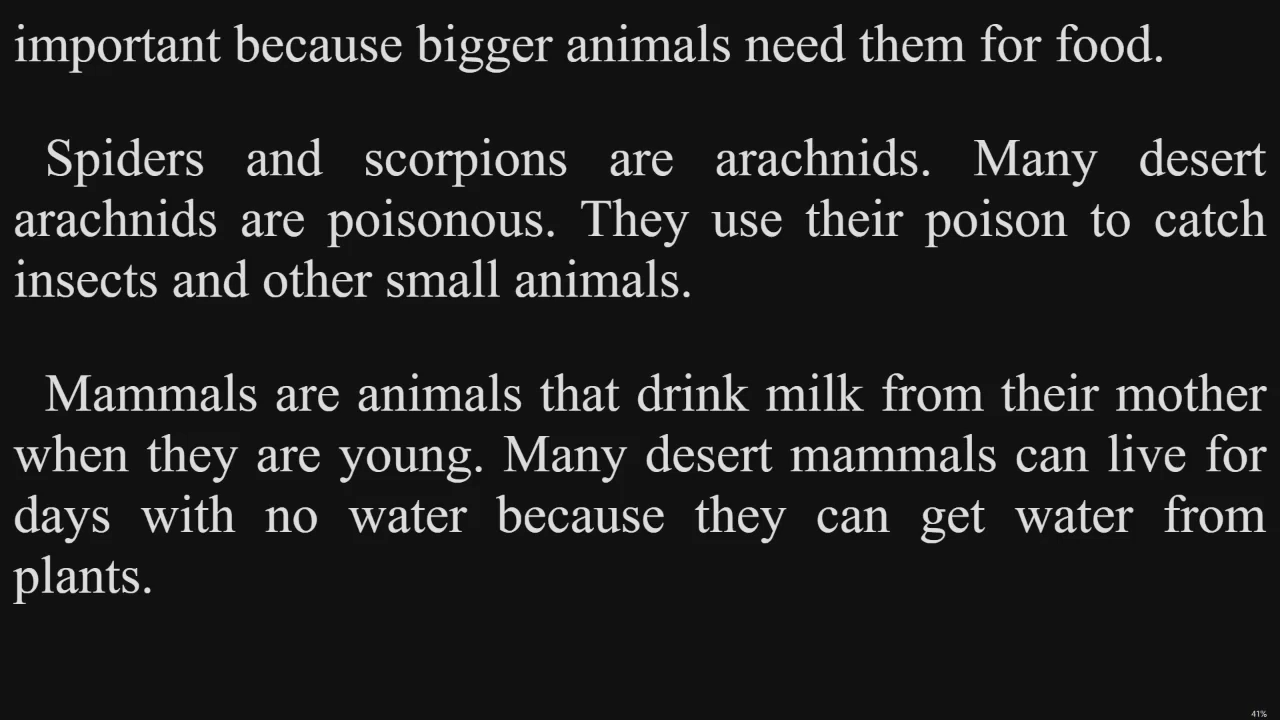 important because bigger animals need them for food.
Spiders and scorpions are arachnids. Many desert
arachnids are poisonous. They use their poison to catch
insects and other small animals.
Mammals are animals that drink milk from their mother
when they are young. Many desert mammals can live for
days with no water because they can get water from
plants.
41%